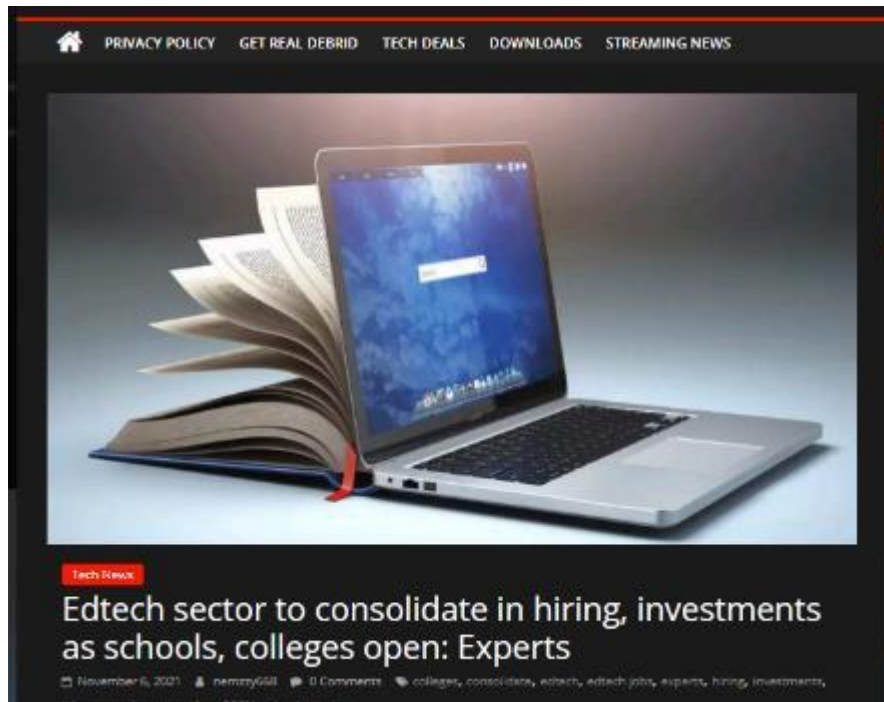 PRIVACY POLICY GET REAL DEBRID TECH DEALS DOWNLOADS STREAMING NEWS
Tech News
Edtech sector to consolidate in hiring, investments
as schools, colleges open: Experts
November 6, 2021 nemzzy668 0 Comments colleges, consolidate, edtech, edtech jobs, experts, hiring, investments,